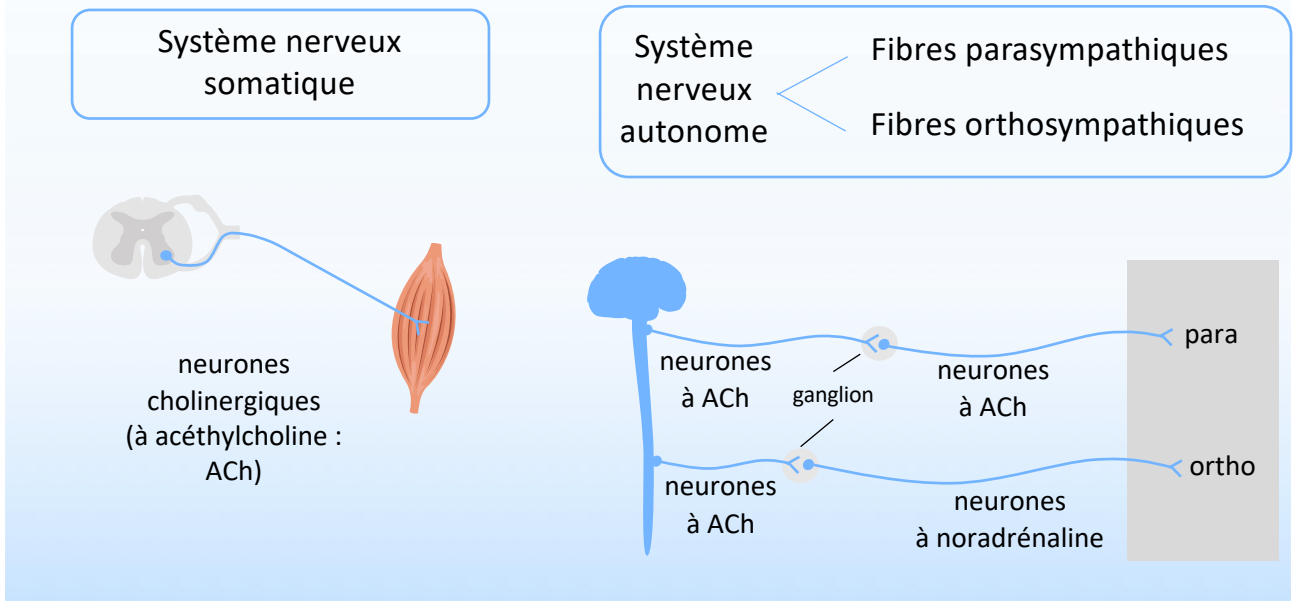 Système nerveux
somatique
Système
nerveux
autonome
Fibres parasympathiques
Fibres orthosympathiques
neurones
cholinergiques
(à acéthylcholine :
ACh)
neurones
à ACh
ganglion
neurones
à ACh
para
neurones
à ACh
neurones
à noradrénaline
ortho